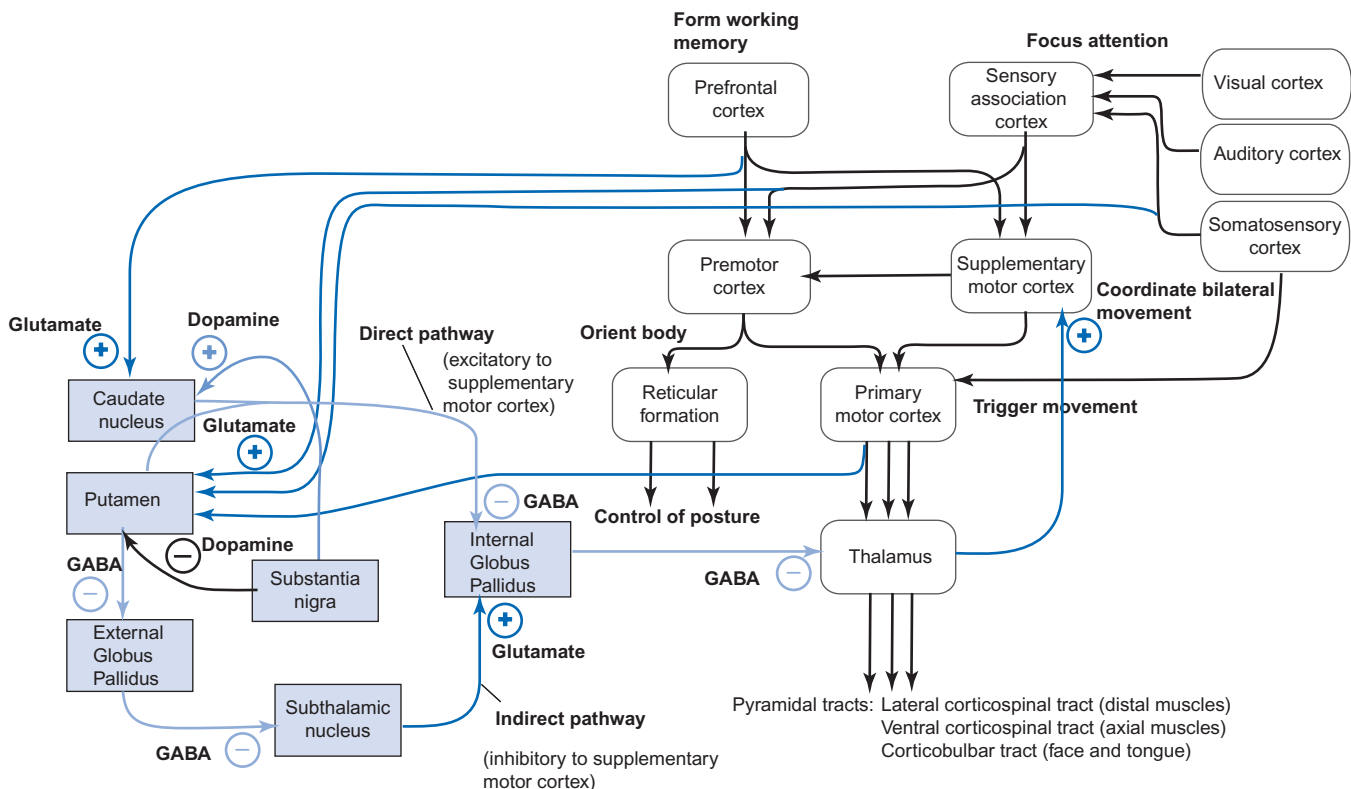 Form working
memory
Focus attention
Prefrontal
cortex
Sensory
association
cortex
Visual cortex
Auditory cortex
Somatosensory
cortex
Premotor
cortex
Supplementary
motor cortex
Coordinate bilateral
movement
+
Glutamate
+
Dopamine
+
Direct pathway
(excitatory to
supplementary
motor cortex)
Orient body
Caudate
nucleus
Reticular
formation
Primary
motor cortex
Trigger movement
Glutamate
+
Putamen
− GABA
Control of posture
− Dopamine
Internal
Globus
Pallidus
Thalamus
GABA
−
GABA
−
Substantia
nigra
+
Glutamate
External
Globus
Pallidus
Subthalamic
nucleus
Indirect pathway
GABA
−
(inhibitory to supplementary
motor cortex)
Pyramidal tracts: Lateral corticospinal tract (distal muscles)
Ventral corticospinal tract (axial muscles)
Corticobulbar tract (face and tongue)